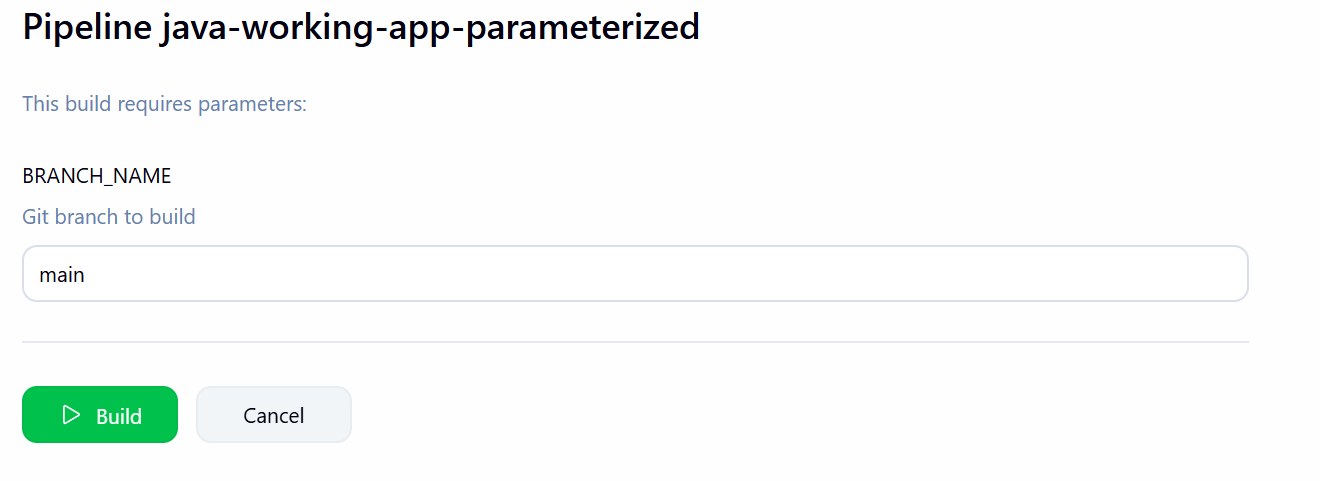 Pipeline java-working-app-parameterized
This build requires parameters:
BRANCH_NAME
Git branch to build
main
Build
Cancel